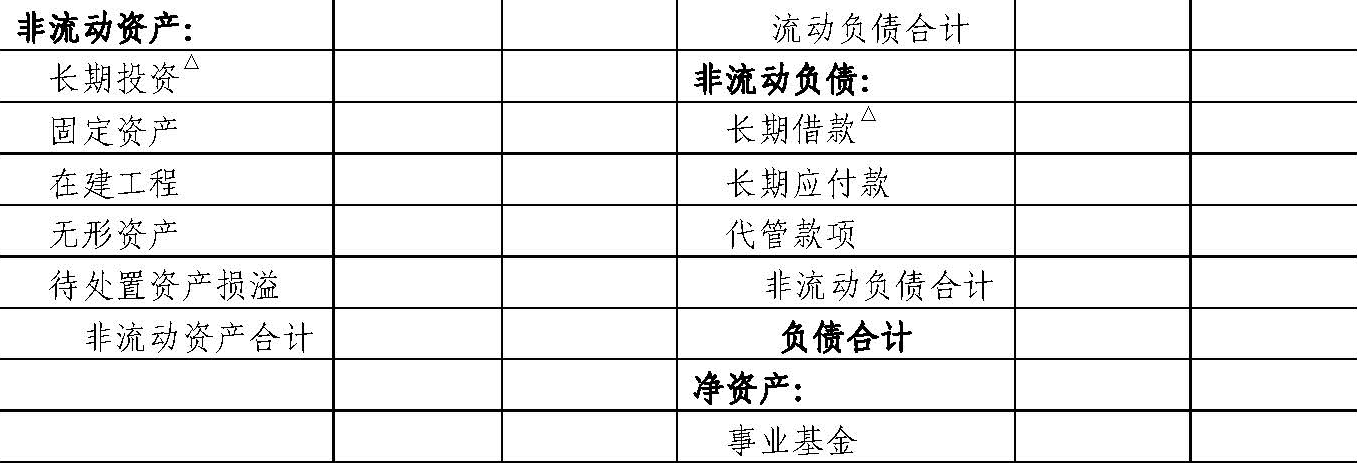 非流动资产： 流动负债合计
长期投资△ 非流动负债：
固定资产 长期借款△
在建工程 长期应付款
无形资产 代管款项
待处置资产损溢 非流动负债合计
非流动资产合计 负债合计
净资产：
事业基金